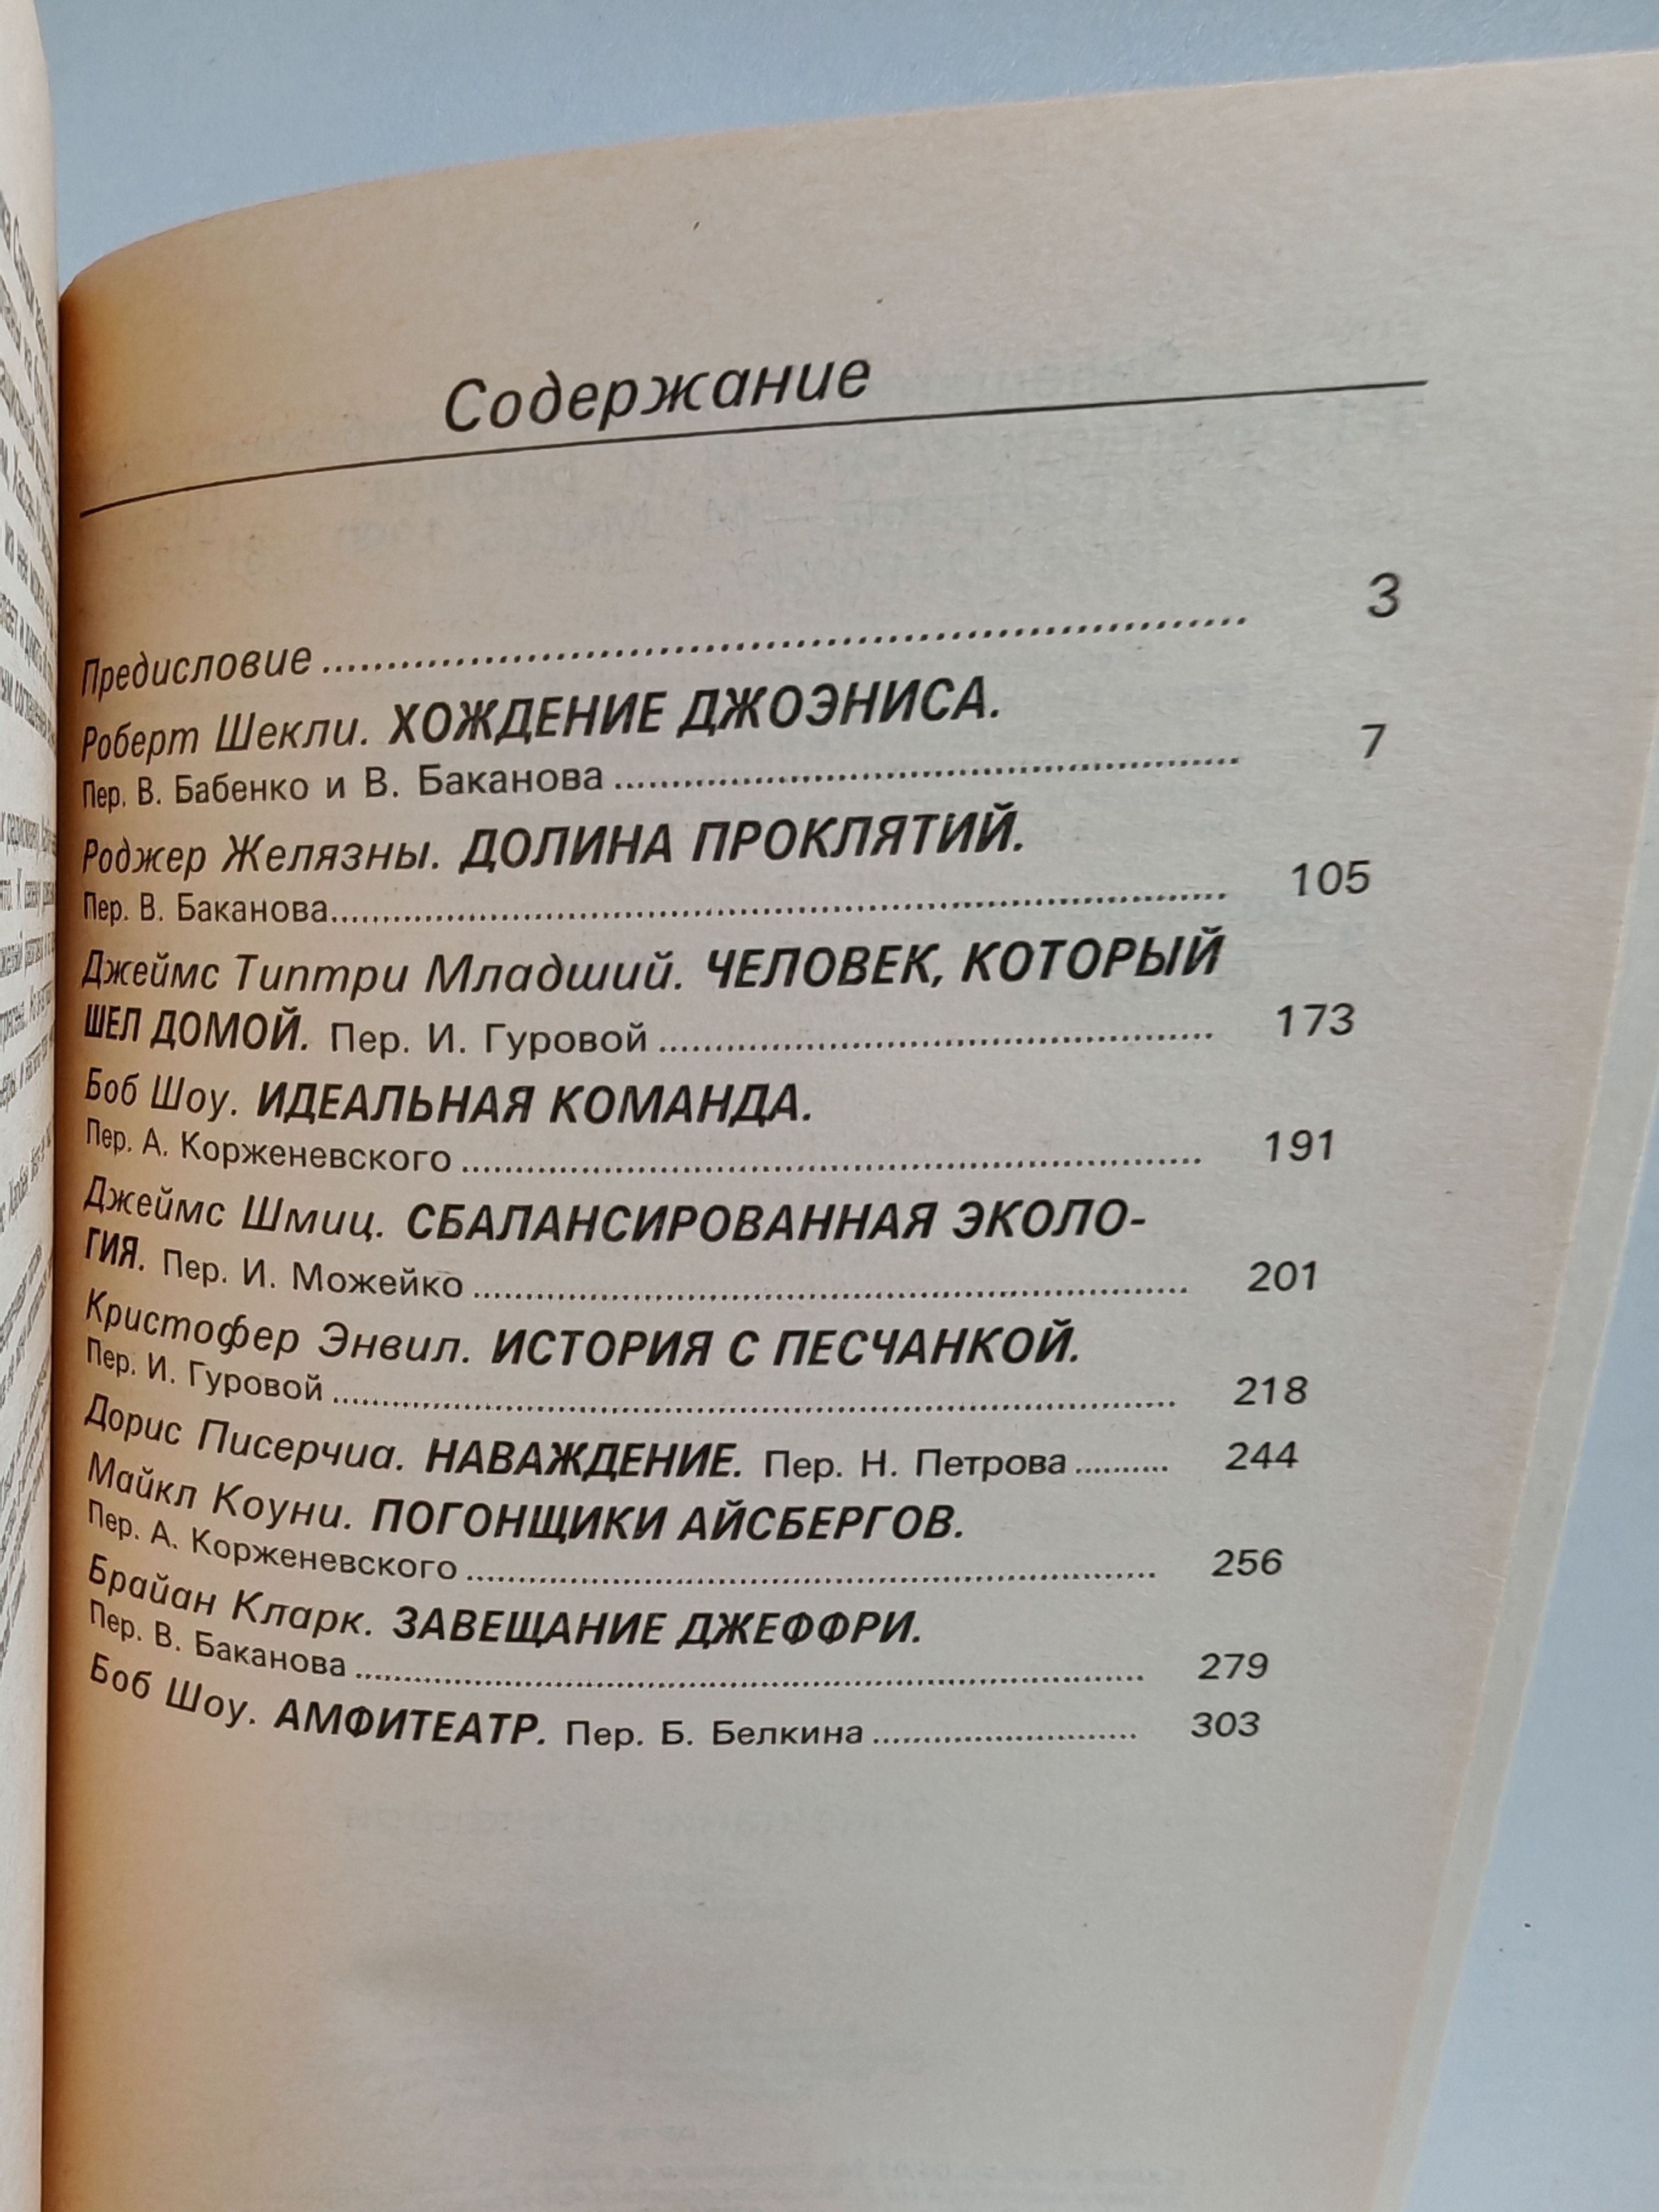 Содержание
Предисловие .......... 3
Роберт Шекли. ХОЖДЕНИЕ ДЖОЭНИСА.
Пер. В. Бабенко и В. Баканова .......... 7
Роджер Желязны. ДОЛИНА ПРОКЛЯТИЙ.
Пер. В. Баканова .......... 105
Джеймс Типтри Младший. ЧЕЛОВЕК, КОТОРЫЙ
ШЕЛ ДОМОЙ. Пер. И. Гуровой .......... 173
Боб Шоу. ИДЕАЛЬНАЯ КОМАНДА.
Пер. А. Корженевского .......... 191
Джеймс Шмиц. СБАЛАНСИРОВАННАЯ ЭКОЛО-
ГИЯ. Пер. И. Можейко .......... 201
Кристофер Энвил. ИСТОРИЯ С ПЕСЧАНКОЙ.
Пер. И. Гуровой .......... 218
Дорис Писерчиа. НАВАЖДЕНИЕ. Пер. Н. Петрова .......... 244
Майкл Коуни. ПОГОНЩИКИ АЙСБЕРГОВ.
Пер. А. Корженевского .......... 256
Брайан Кларк. ЗАВЕЩАНИЕ ДЖЕФФРИ.
Пер. В. Баканова .......... 279
Боб Шоу. АМФИТЕАТР. Пер. Б. Белкина .......... 303